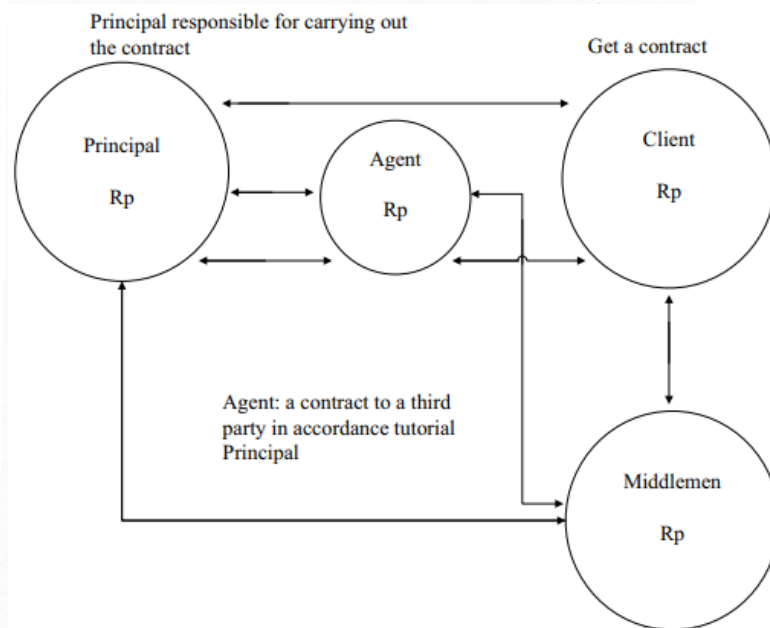 Principal responsible for carrying out
the contract
Get a contract
Principal
Rp
Agent
Rp
Client
Rp
Agent: a contract to a third
party in accordance tutorial
Principal
Middlemen
Rp